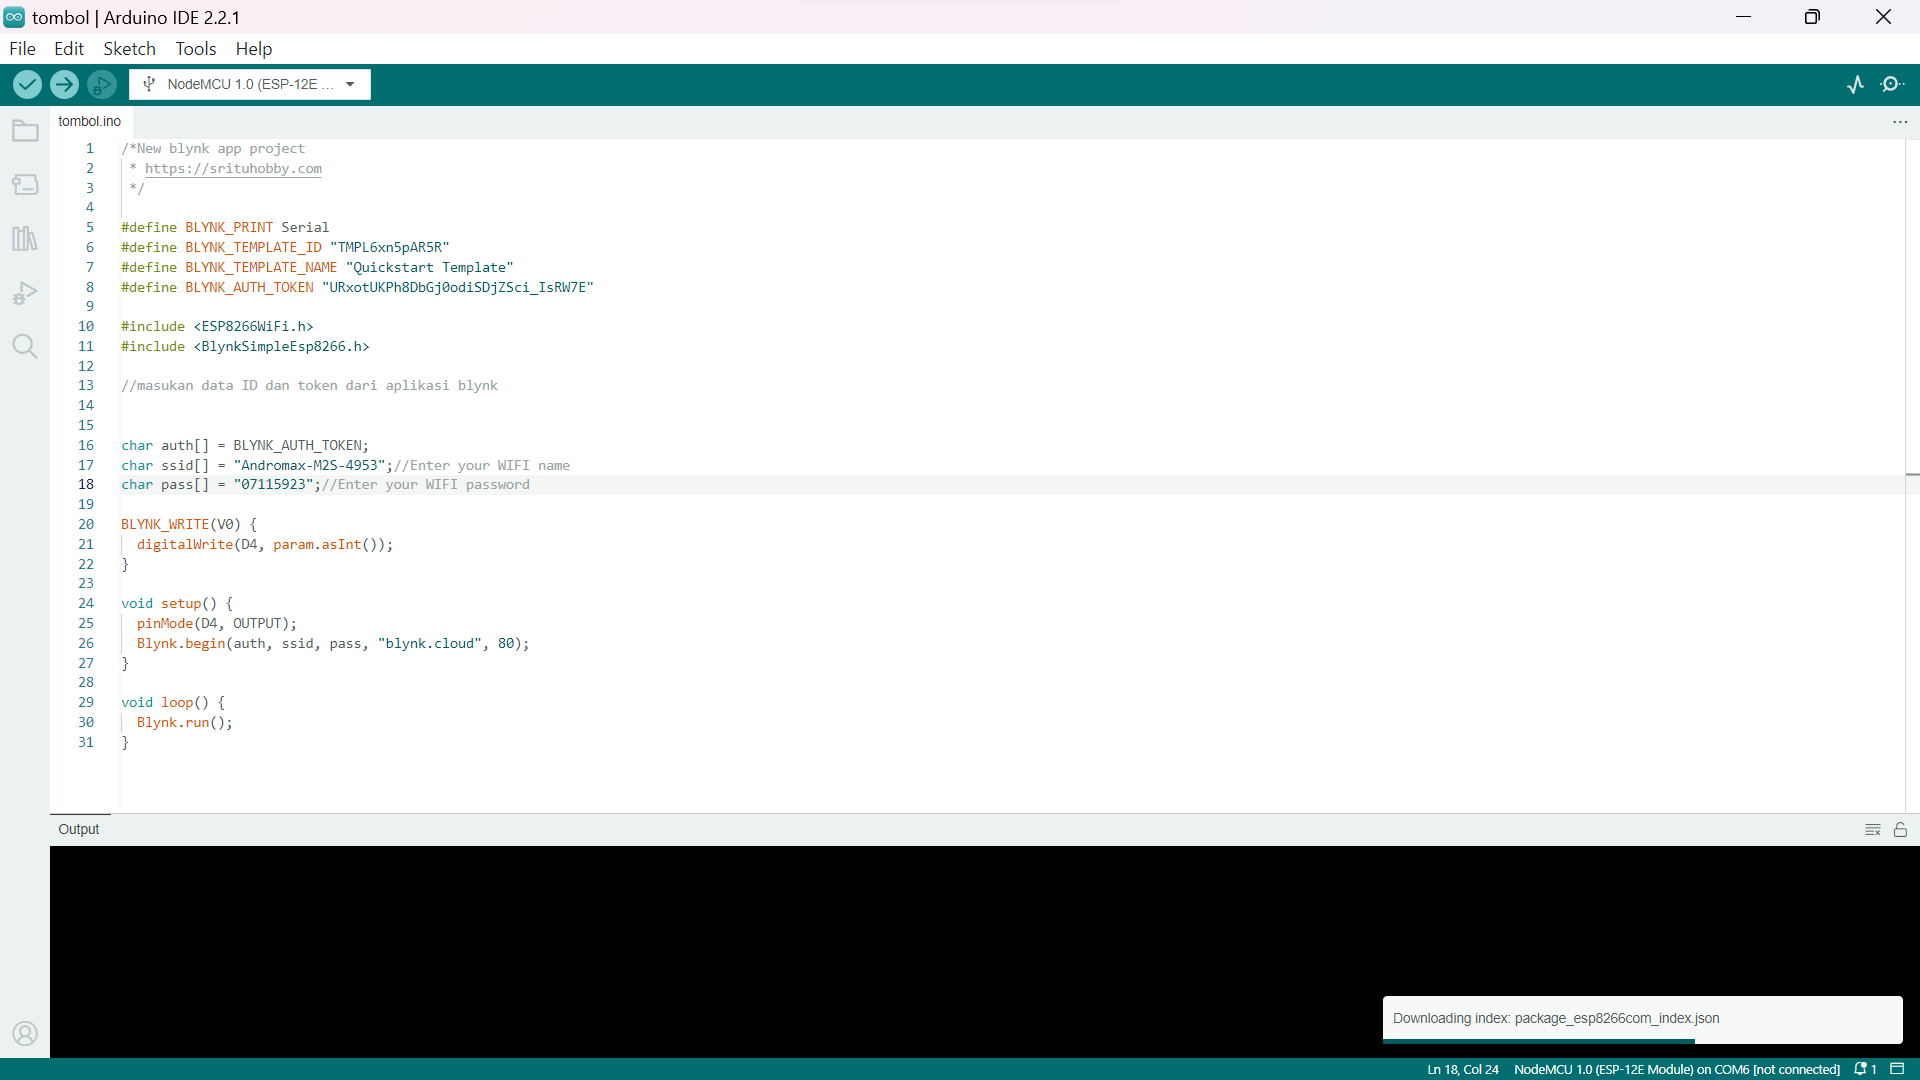 tombol | Arduino IDE 2.2.1
File Edit Sketch Tools Help
NodeMCU 1.0 (ESP-12E ...
tombol.ino
1 /*New blynk app project
2 * https://srituhobby.com
3 */
4
5 #define BLYNK_PRINT Serial
6 #define BLYNK_TEMPLATE_ID "TMPL6xn5pAR5R"
7 #define BLYNK_TEMPLATE_NAME "Quickstart Template"
8 #define BLYNK_AUTH_TOKEN "URxotUKPh8DbGj0odiSDjZSci_IsRW7E"
9
10 #include <ESP8266WiFi.h>
11 #include <BlynkSimpleEsp8266.h>
12
13 //masukan data ID dan token dari aplikasi blynk
14
15
16 char auth[] = BLYNK_AUTH_TOKEN;
17 char ssid[] = "Andromax-M2S-4953";//Enter your WIFI name
18 char pass[] = "07115923";//Enter your WIFI password
19
20 BLYNK_WRITE(V0) {
21 digitalWrite(D4, param.asInt());
22 }
23
24 void setup() {
25 pinMode(D4, OUTPUT);
26 Blynk.begin(auth, ssid, pass, "blynk.cloud", 80);
27 }
28
29 void loop() {
30 Blynk.run();
31 }
Output
Downloading index: package_esp8266com_index.json
Ln 18, Col 24 NodeMCU 1.0 (ESP-12E Module) on COM6 [not connected] 1